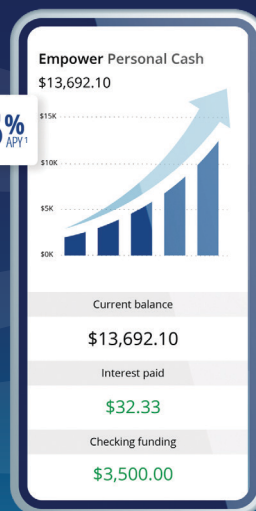 Empower Personal Cash
$13,692.10
%
APY¹
$15K
$10K
$5K
$0K
Current balance
$13,692.10
Interest paid
$32.33
Checking funding
$3,500.00